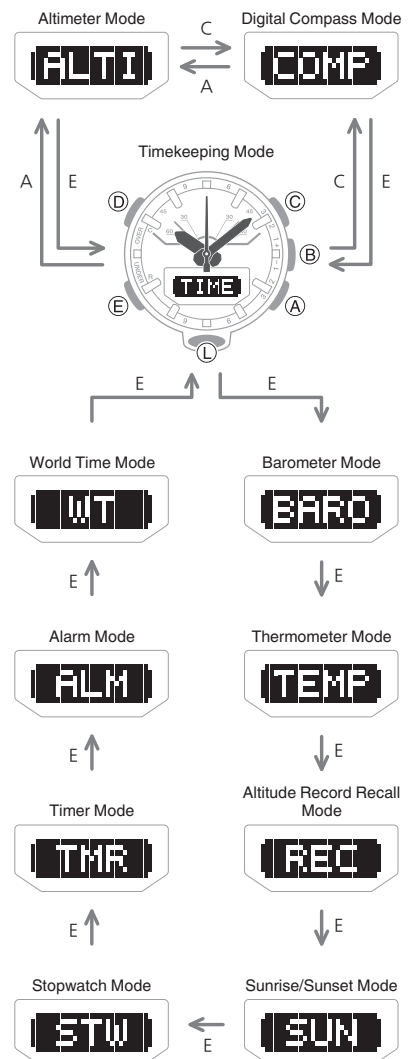 Altimeter Mode
C
Digital Compass Mode
ALTI
A
COMP
A
E
Timekeeping Mode
C
E
D
C
B
TIME
E
A
L
E
E
World Time Mode
Barometer Mode
WT
BARO
E
E
Alarm Mode
Thermometer Mode
ALM
TEMP
E
E
Timer Mode
Altitude Record Recall
Mode
TMR
REC
E
E
Stopwatch Mode
Sunrise/Sunset Mode
STW
E
SUN